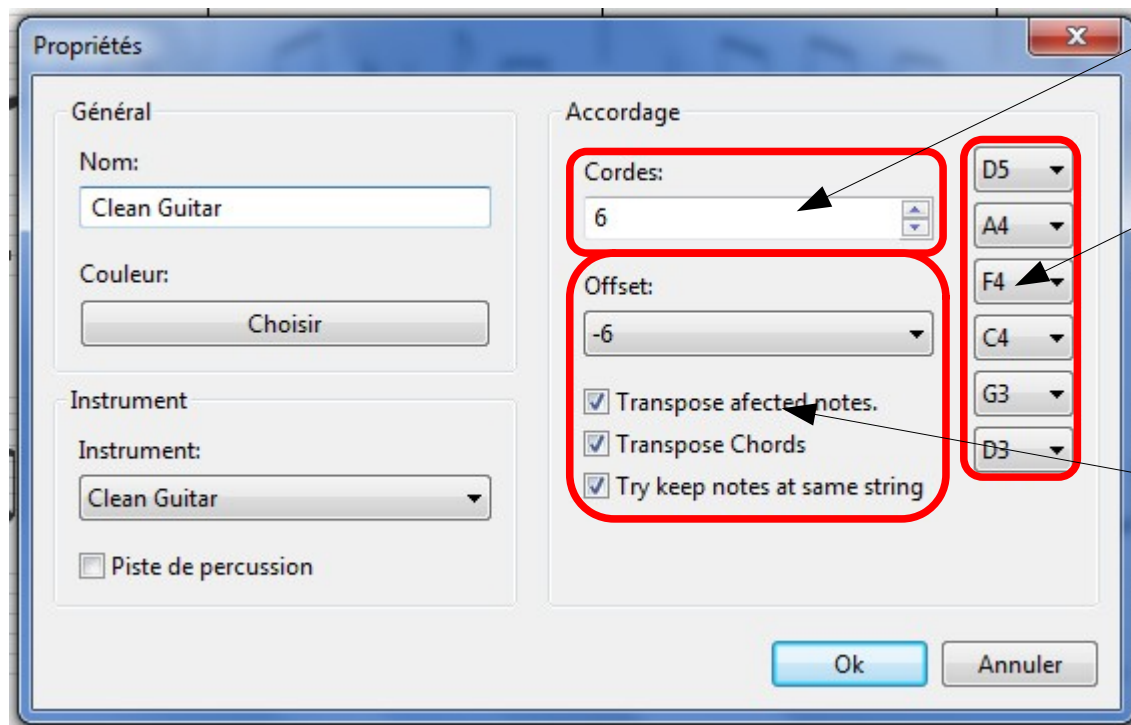 Propriétés
Général
Nom:
Clean Guitar
Couleur:
Choisir
Instrument
Instrument:
Clean Guitar
Piste de percussion
Accordage
Cordes:
6
Offset:
-6
Transpose afected notes.
Transpose Chords
Try keep notes at same string
D5
A4
F4
C4
G3
D3
Ok
Annuler